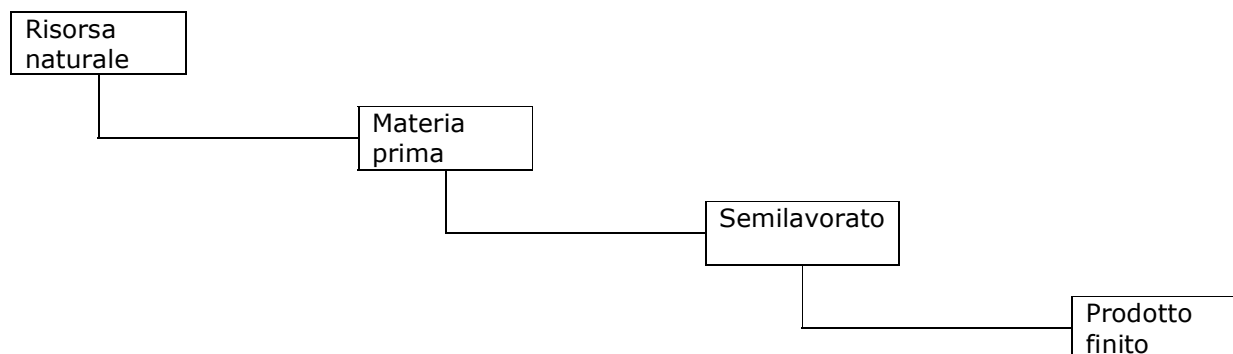 Risorsa
naturale
Materia
prima
Semilavorato
Prodotto
finito